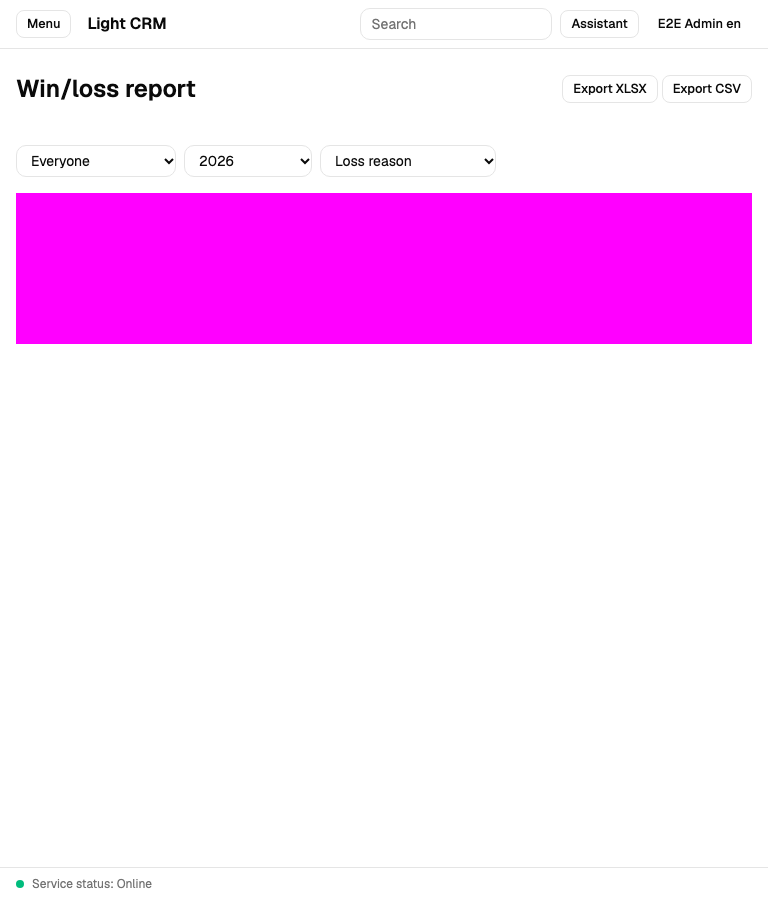 Menu
Light CRM
Search
Assistant
E2E Admin en
Win/loss report
Export XLSX
Export CSV
Everyone
2026
Loss reason
Service status: Online